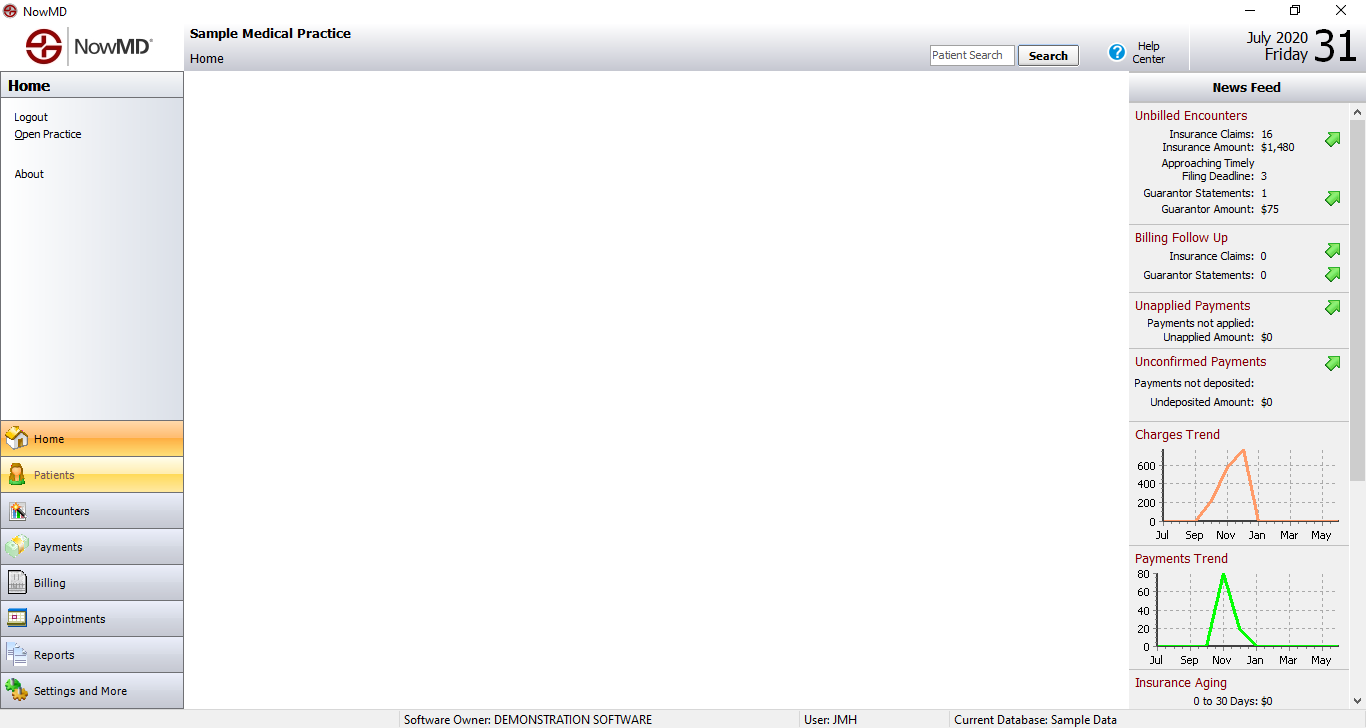 NowMD
NowMD®
Sample Medical Practice
Home
Patient Search
Search
Help
Center
July 2020
Friday
31
Home
Logout
Open Practice
About
Home
Patients
Encounters
Payments
Billing
Appointments
Reports
Settings and More
News Feed
Unbilled Encounters
Insurance Claims: 16
Insurance Amount: $1,480
Approaching Timely
Filing Deadline: 3
Guarantor Statements: 1
Guarantor Amount: $75
Billing Follow Up
Insurance Claims: 0
Guarantor Statements: 0
Unapplied Payments
Payments not applied:
Unapplied Amount: $0
Unconfirmed Payments
Payments not deposited:
Undeposited Amount: $0
Charges Trend
600
400
200
0
Jul Sep Nov Jan Mar May
Payments Trend
80
60
40
20
0
Jul Sep Nov Jan Mar May
Insurance Aging
0 to 30 Days: $0
Software Owner: DEMONSTRATION SOFTWARE
User: JMH
Current Database: Sample Data